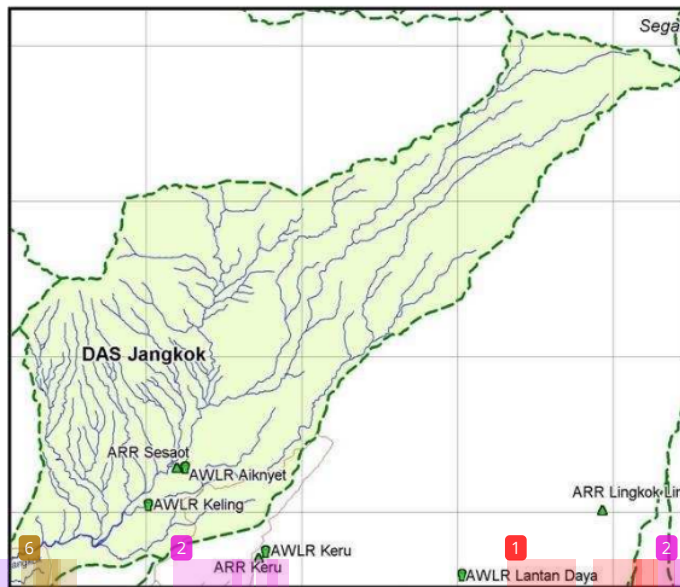 Sega
DAS Jangkok
ARR Sesaot
AWLR Aiknyet
AWLR Keling
ARR Lingkok Lin
6
2
AWLR Keru
ARR Keru
1
2
AWLR Lantan Daya